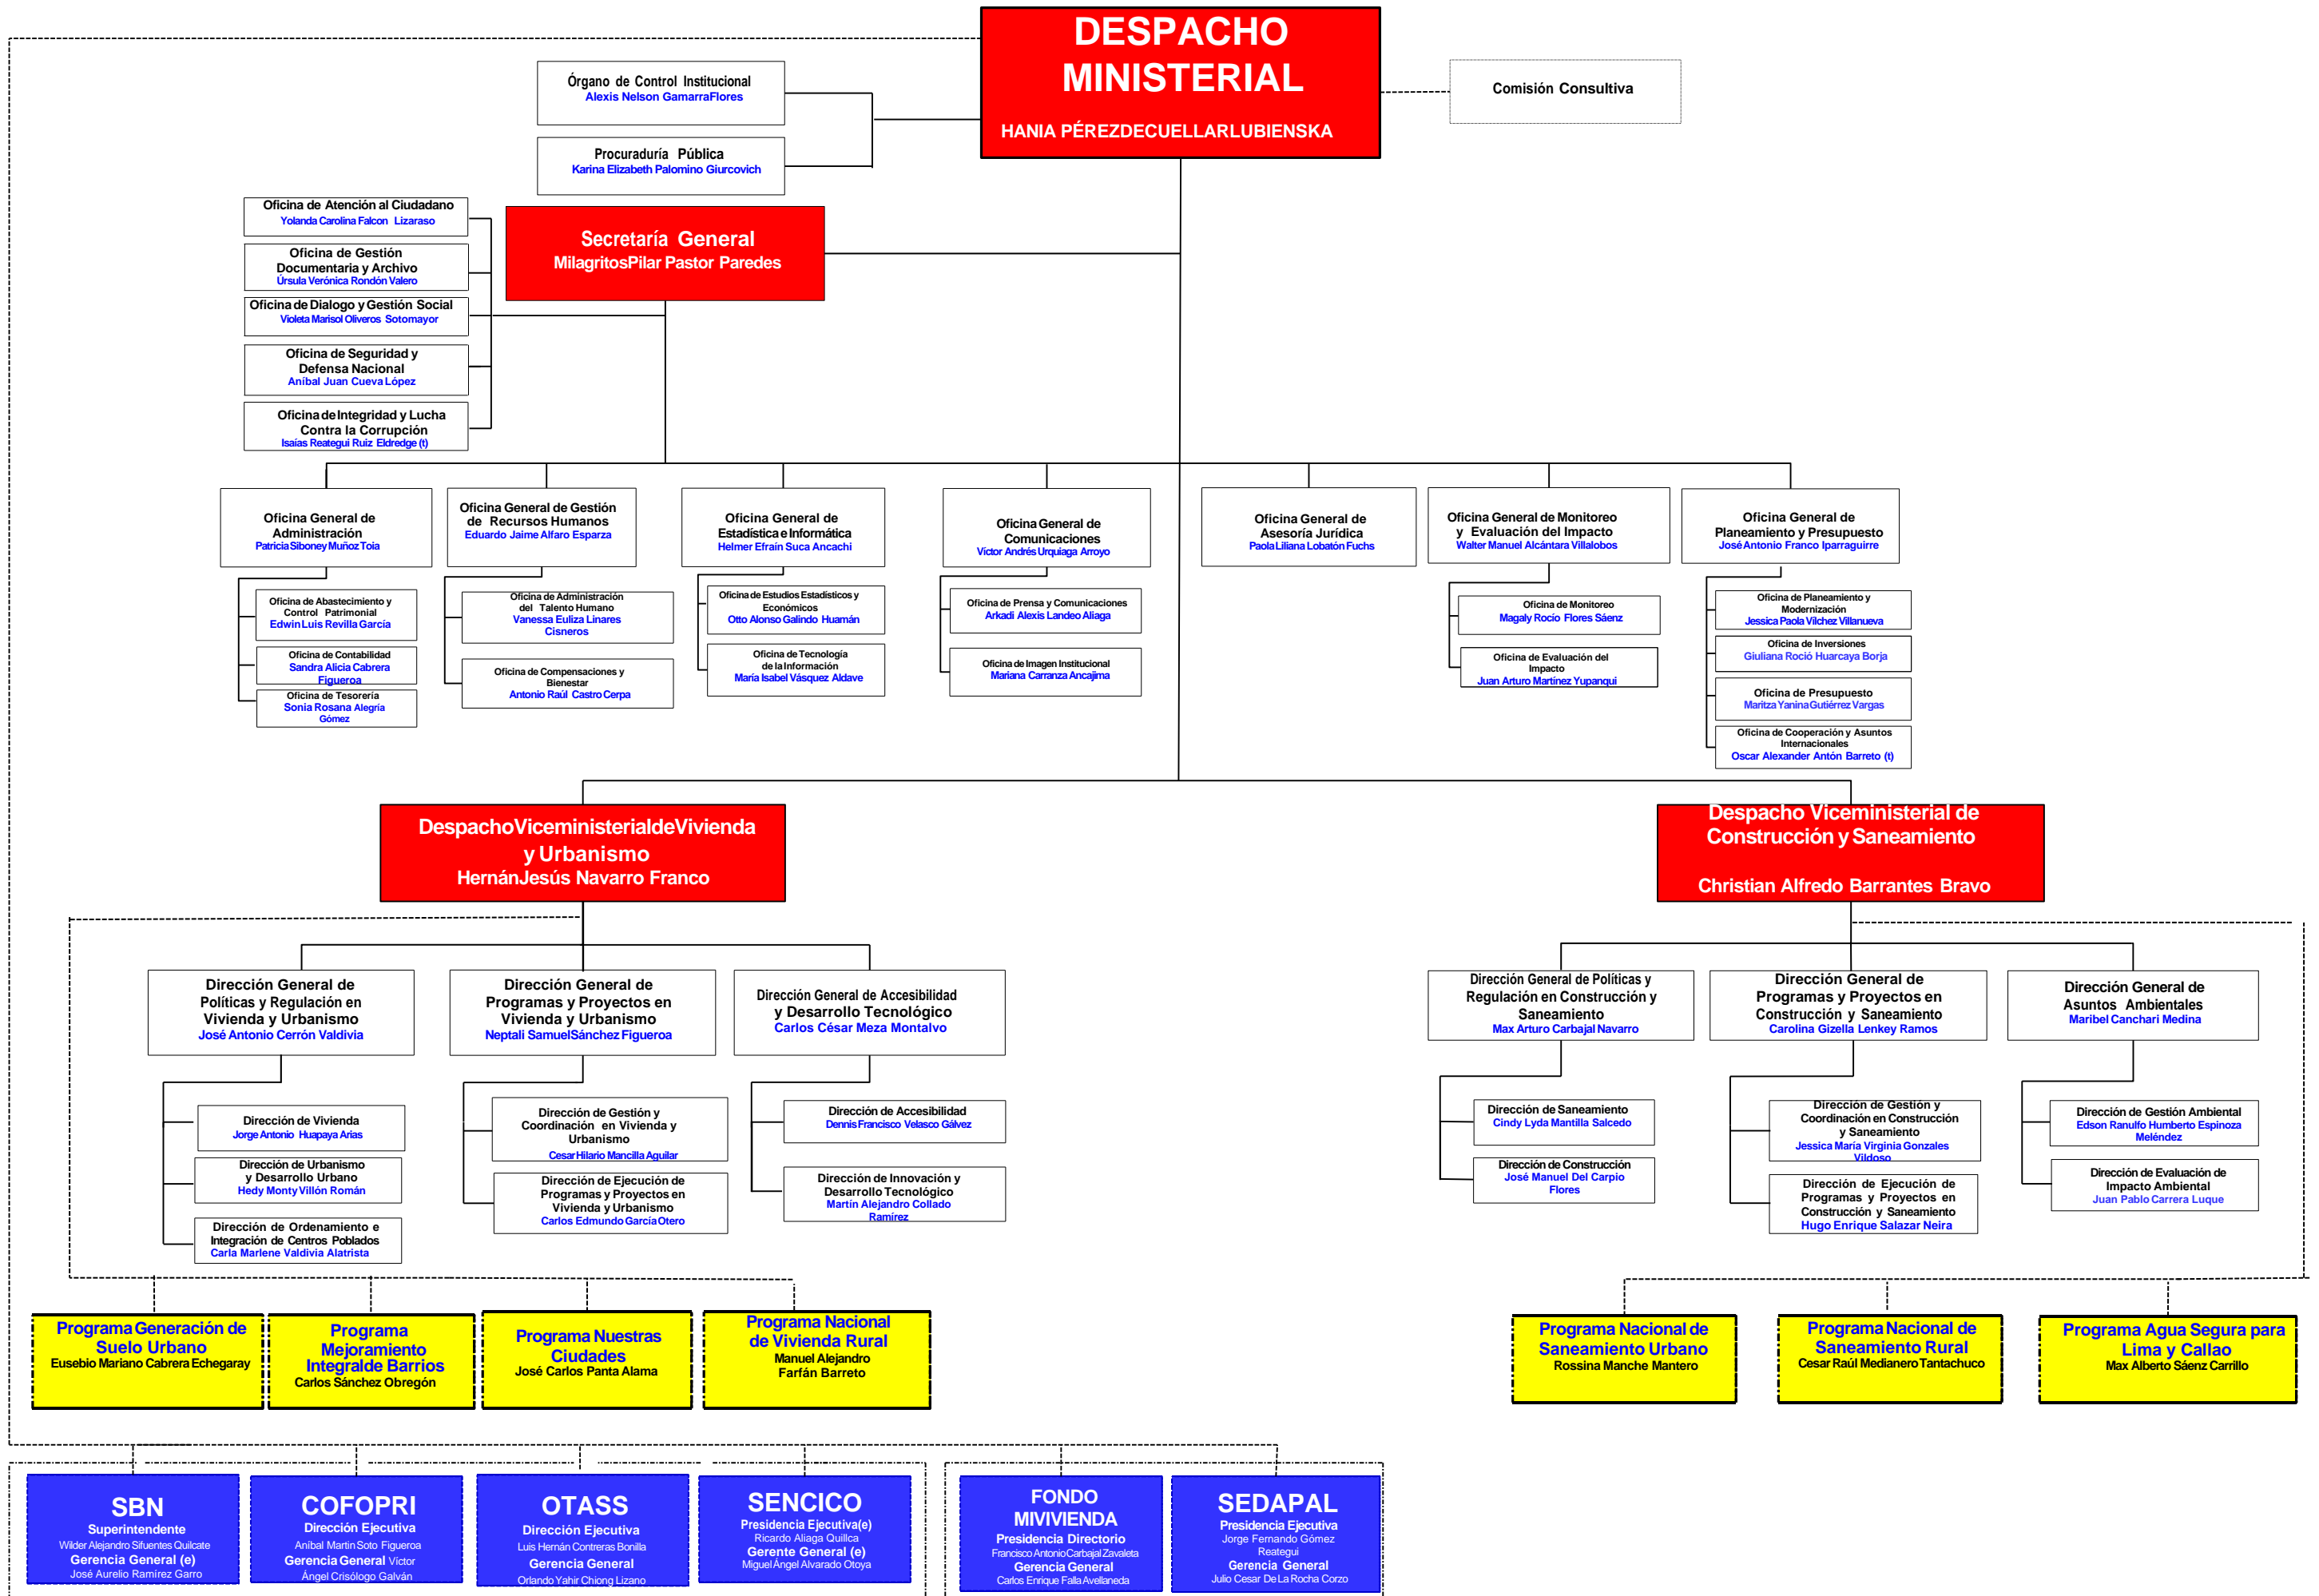 DESPACHO
MINISTERIAL
HANIA PÉREZDECUELLARLUBIENSKA
Órgano de Control Institucional
Alexis Nelson GamarraFlores
Comisión Consultiva
Procuraduría Pública
Karina Elizabeth Palomino Giurcovich
Oficina de Atención al Ciudadano
Yolanda Carolina Falcon Lizaraso
Secretaría General
MilagritosPilar Pastor Paredes
Oficina de Gestión
Documentaria y Archivo
Úrsula Verónica Rondón Valero
Oficina de Dialogo y Gestión Social
Violeta Marisol Oliveros Sotomayor
Oficina de Seguridad y
Defensa Nacional
Aníbal Juan Cueva López
Oficina de Integridad y Lucha
Contra la Corrupción
Isaías Reategui Ruiz Eldredge (t)
Oficina General de
Administración
Patricia Siboney Muñoz Toia
Oficina General de Gestión
de Recursos Humanos
Eduardo Jaime Alfaro Esparza
Oficina General de
Estadística e Informática
Helmer Efraín Suca Ancachi
Oficina General de
Comunicaciones
Víctor Andrés Urquiaga Arroyo
Oficina General de
Asesoría Jurídica
Paola Liliana Lobatón Fuchs
Oficina General de Monitoreo
y Evaluación del Impacto
Walter Manuel Alcántara Villalobos
Oficina General de
Planeamiento y Presupuesto
José Antonio Franco Iparraguirre
Oficina de Abastecimiento y
Control Patrimonial
Edwin Luis Revilla García
Oficina de Contabilidad
Sandra Alicia Cabrera
Figueroa
Oficina de Tesorería
Sonia Rosana Alegría
Gómez
Oficina de Administración
del Talento Humano
Vanessa Euliza Linares
Cisneros
Oficina de Compensaciones y
Bienestar
Antonio Raúl Castro Cerpa
Oficina de Estudios Estadísticos y
Económicos
Otto Alonso Galindo Huamán
Oficina de Tecnología
de la Información
María Isabel Vásquez Aldave
Oficina de Prensa y Comunicaciones
Arkadi Alexis Landeo Aliaga
Oficina de Imagen Institucional
Mariana Carranza Ancajima
Oficina de Monitoreo
Magaly Rocío Flores Sáenz
Oficina de Evaluación del
Impacto
Juan Arturo Martínez Yupanqui
Oficina de Planeamiento y
Modernización
Jessica Paola Vílchez Villanueva
Oficina de Inversiones
Giuliana Roció Huarcaya Borja
Oficina de Presupuesto
Maritza Yanina Gutiérrez Vargas
Oficina de Cooperación y Asuntos
Internacionales
Oscar Alexander Antón Barreto (t)
DespachoViceministerialdeVivienda
y Urbanismo
HernánJesús Navarro Franco
Despacho Viceministerial de
Construcción y Saneamiento
Christian Alfredo Barrantes Bravo
Dirección General de
Políticas y Regulación en
Vivienda y Urbanismo
José Antonio Cerrón Valdivia
Dirección General de
Programas y Proyectos en
Vivienda y Urbanismo
Neptali SamuelSánchez Figueroa
Dirección General de Accesibilidad
y Desarrollo Tecnológico
Carlos César Meza Montalvo
Dirección General de Políticas y
Regulación en Construcción y
Saneamiento
Max Arturo Carbajal Navarro
Dirección General de
Programas y Proyectos en
Construcción y Saneamiento
Carolina Gizella Lenkey Ramos
Dirección General de
Asuntos Ambientales
Maribel Canchari Medina
Dirección de Vivienda
Jorge Antonio Huapaya Arias
Dirección de Urbanismo
y Desarrollo Urbano
Hedy Monty Villón Román
Dirección de Ordenamiento e
Integración de Centros Poblados
Carla Marlene Valdivia Alatrista
Dirección de Gestión y
Coordinación en Vivienda y
Urbanismo
Cesar Hilario Mancilla Aguilar
Dirección de Ejecución de
Programas y Proyectos en
Vivienda y Urbanismo
Carlos Edmundo García Otero
Dirección de Accesibilidad
Dennis Francisco Velasco Gálvez
Dirección de Innovación y
Desarrollo Tecnológico
Martín Alejandro Collado
Ramírez
Dirección de Saneamiento
Cindy Lyda Mantilla Salcedo
Dirección de Construcción
José Manuel Del Carpio
Flores
Dirección de Gestión y
Coordinación en Construcción
y Saneamiento
Jessica María Virginia Gonzales
Vildoso
Dirección de Ejecución de
Programas y Proyectos en
Construcción y Saneamiento
Hugo Enrique Salazar Neira
Dirección de Gestión Ambiental
Edson Ranulfo Humberto Espinoza
Meléndez
Dirección de Evaluación de
Impacto Ambiental
Juan Pablo Carrera Luque
Programa Generación de
Suelo Urbano
Eusebio Mariano Cabrera Echegaray
Programa
Mejoramiento
Integralde Barrios
Carlos Sánchez Obregón
Programa Nuestras
Ciudades
José Carlos Panta Alama
Programa Nacional
de Vivienda Rural
Manuel Alejandro
Farfán Barreto
Programa Nacional de
Saneamiento Urbano
Rossina Manche Mantero
Programa Nacional de
Saneamiento Rural
Cesar Raúl Medianero Tantachuco
Programa Agua Segura para
Lima y Callao
Max Alberto Sáenz Carrillo
SBN
Superintendente
Wilder Alejandro Sifuentes Quilcate
Gerencia General (e)
José Aurelio Ramírez Garro
COFOPRI
Dirección Ejecutiva
Aníbal Martin Soto Figueroa
Gerencia General Víctor
Ángel Crisólogo Galván
OTASS
Dirección Ejecutiva
Luis Hernán Contreras Bonilla
Gerencia General
Orlando Yahir Chiong Lizano
SENCICO
Presidencia Ejecutiva(e)
Ricardo Aliaga Quillca
Gerente General (e)
Miguel Ángel Alvarado Otoya
FONDO
MIVIVIENDA
Presidencia Directorio
Francisco Antonio Carbajal Zavaleta
Gerencia General
Carlos Enrique Falla Avellaneda
SEDAPAL
Presidencia Ejecutiva
Jorge Fernando Gómez
Reategui
Gerencia General
Julio Cesar De La Rocha Corzo